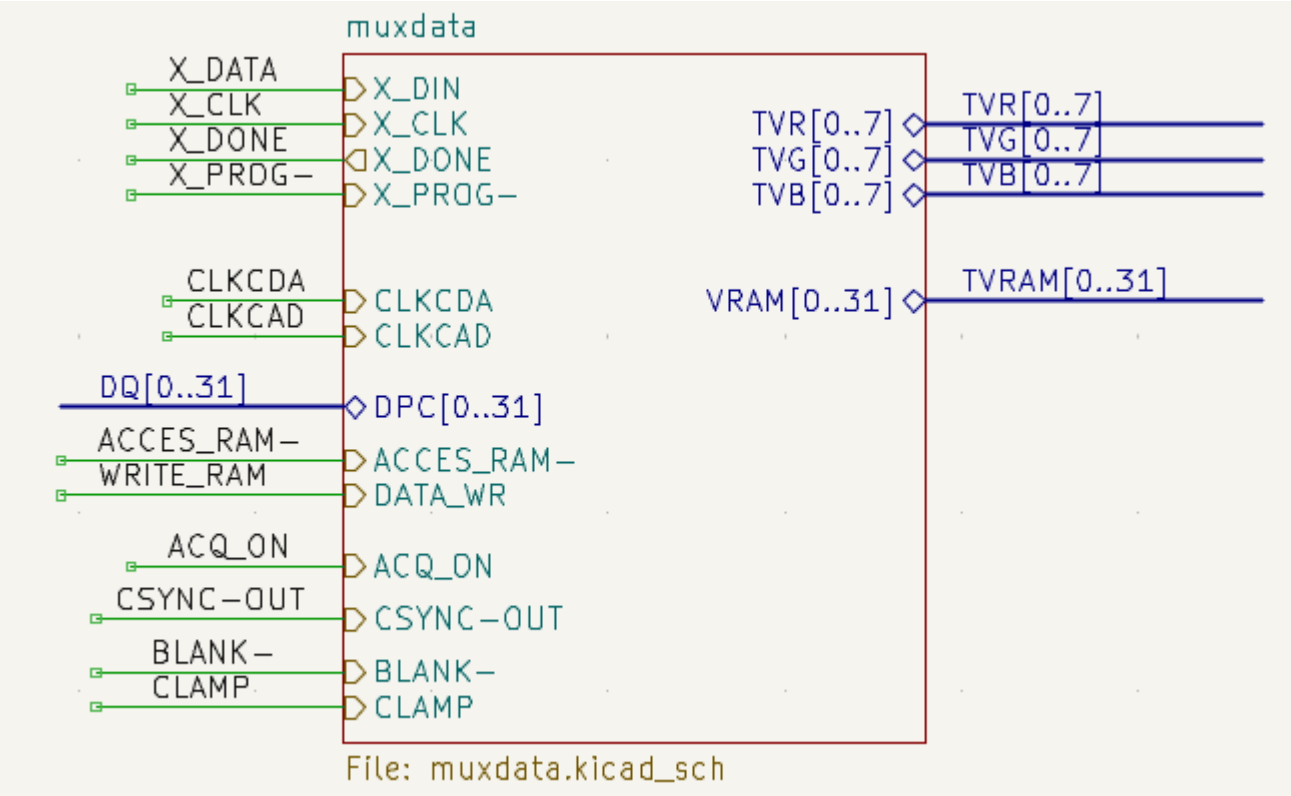 muxdata
X_DATA X_DIN
X_CLK X_CLK TVR[0..7] TVR[0..7]
X_DONE X_DONE TVG[0..7] TVG[0..7]
X_PROG- X_PROG- TVB[0..7] TVB[0..7]
CLKCDA CLKCDA VRAM[0..31] TVRAM[0..31]
CLKCAD CLKCAD
DQ[0..31] DPC[0..31]
ACCES_RAM- ACCES_RAM-
WRITE_RAM DATA_WR
ACQ_ON ACQ_ON
CSYNC-OUT CSYNC-OUT
BLANK- BLANK-
CLAMP CLAMP
File: muxdata.kicad_sch